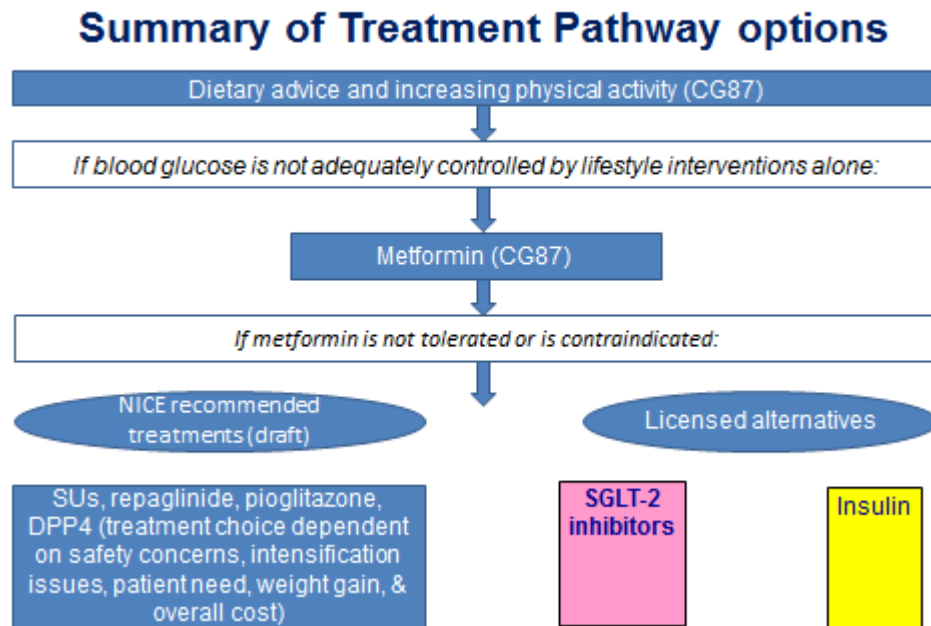 Summary of Treatment Pathway options
Dietary advice and increasing physical activity (CG87)
If blood glucose is not adequately controlled by lifestyle interventions alone:
Metformin (CG87)
If metformin is not tolerated or is contraindicated:
NICE recommended
treatments (draft)
Licensed alternatives
SUs, repaglinide, pioglitazone,
DPP4 (treatment choice dependent
on safety concerns, intensification
issues, patient need, weight gain, &
overall cost)
SGLT-2
inhibitors
Insulin